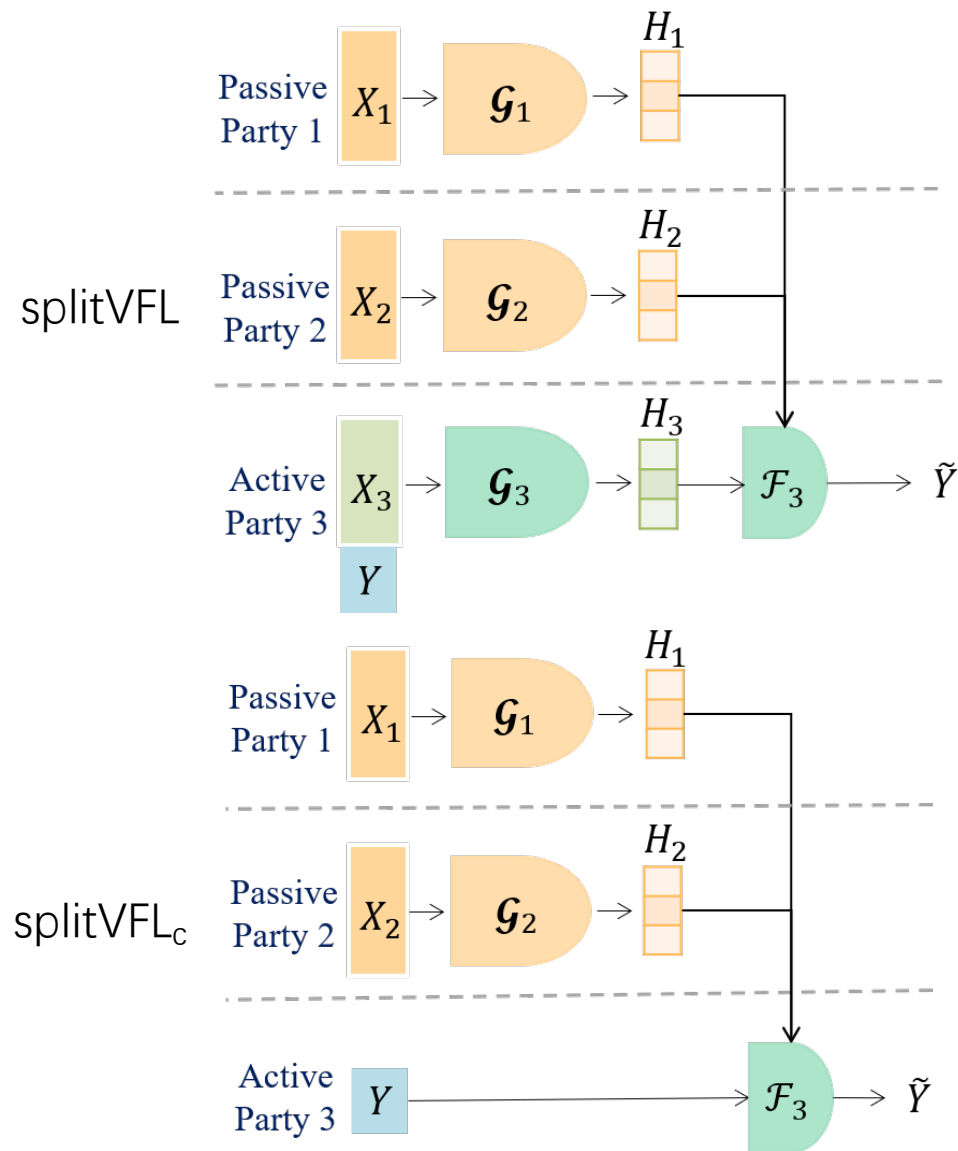 H₁
Passive
Party 1
X₁
𝓖₁
H₂
splitVFL
Passive
Party 2
X₂
𝓖₂
H₃
Active
Party 3
X₃
𝓖₃
ℱ₃
Ỹ
Y
H₁
Passive
Party 1
X₁
𝓖₁
H₂
splitVFL_c
Passive
Party 2
X₂
𝓖₂
Active
Party 3
Y
ℱ₃
Ỹ